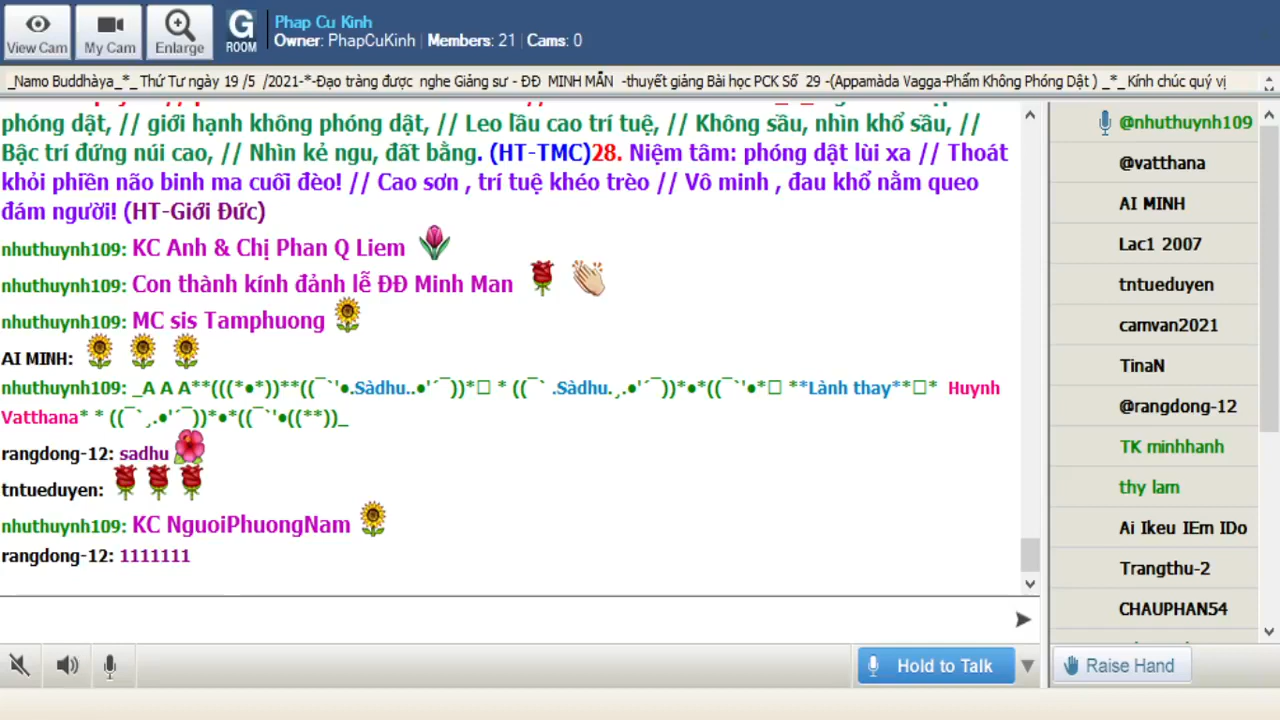 View Cam
My Cam
Enlarge
G
ROOM
Phap Cu Kinh
Owner: PhapCuKinh | Members: 21 | Cams: 0
_Namo Buddhàya_*_ Thứ Tư ngày 19 /5 /2021-*-Đạo tràng được nghe Giảng sư - ĐĐ MINH MẪN -thuyết giảng Bài học PCK Số 29 -(Appamàda Vagga-Phẩm Không Phóng Dật ) _*_ Kính chúc quý vị
phóng dật, // giới hạnh không phóng dật, // Leo lầu cao trí tuệ, // Không sầu, nhìn khổ sầu, //
Bậc trí đứng núi cao, // Nhìn kẻ ngu, đất bằng. (HT-TMC)28. Niệm tâm: phóng dật lùi xa // Thoát
khỏi phiền não binh ma cuối đèo! // Cao sơn , trí tuệ khéo trèo // Vô minh , đau khổ nằm queo
đám người! (HT-Giới Đức)
nhuthuynh109: KC Anh & Chị Phan Q Liem
nhuthuynh109: Con thành kính đảnh lễ ĐĐ Minh Man
nhuthuynh109: MC sis Tamphuong
AI MINH:
nhuthuynh109: _A A A**(((*●*))**((¯`'●.Sàdhu..●'´¯))*□ * ((¯` .Sàdhu.¸.●'´¯))*●*((¯`'●*□ **Lành thay**□* Huynh
Vatthana* * ((¯`¸.●'´¯))*●*((¯`'●((**))_
rangdong-12: sadhu
tntueduyen:
nhuthuynh109: KC NguoiPhuongNam
rangdong-12: 1111111
Hold to Talk
@nhuthuynh109
@vatthana
AI MINH
Lac1 2007
tntueduyen
camvan2021
TinaN
@rangdong-12
TK minhhanh
thy lam
Ai Ikeu IEm IDo
Trangthu-2
CHAUPHAN54
Raise Hand